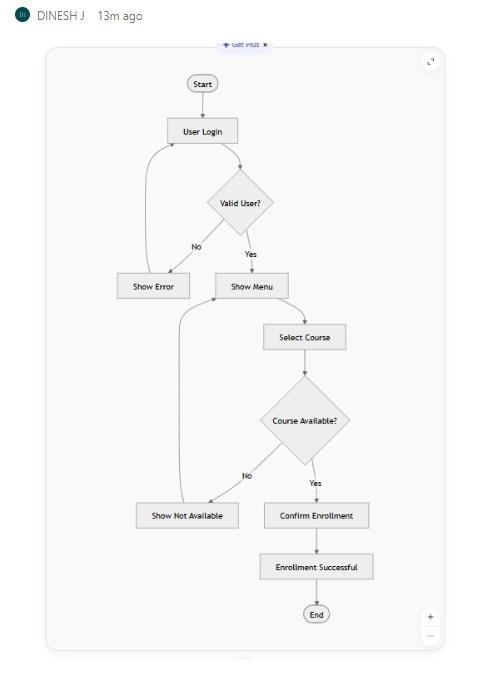 DJ DINESH J 13m ago
Get Plus ×
Start
User Login
Valid User?
No
Yes
Show Error
Show Menu
Select Course
Course Available?
No
Yes
Show Not Available
Confirm Enrollment
Enrollment Successful
End
+
−